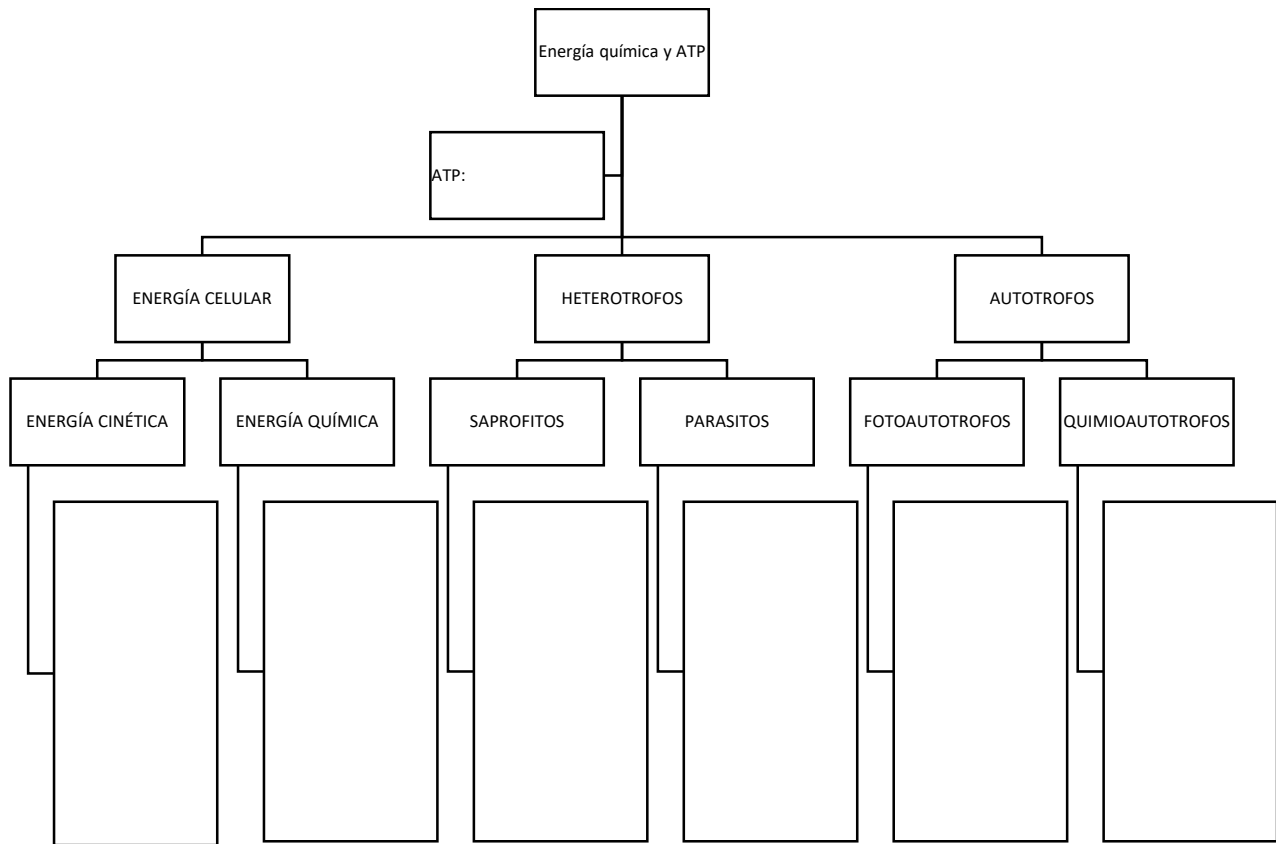 Energía química y ATP
ATP:
ENERGÍA CELULAR
HETEROTROFOS
AUTOTROFOS
ENERGÍA CINÉTICA
ENERGÍA QUÍMICA
SAPROFITOS
PARASITOS
FOTOAUTOTROFOS
QUIMIOAUTOTROFOS